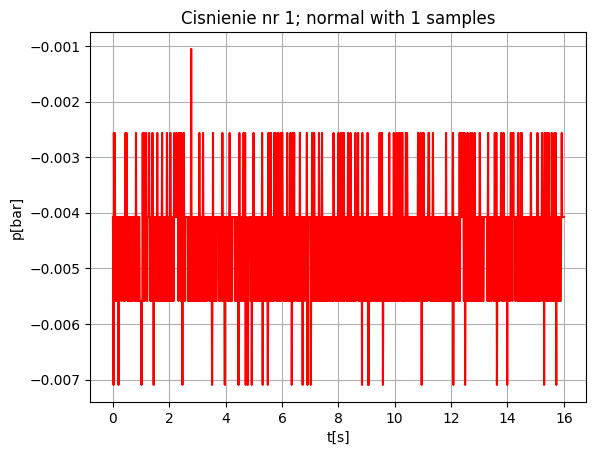 Cisnienie nr 1; normal with 1 samples
p[bar]
−0.001
−0.002
−0.003
−0.004
−0.005
−0.006
−0.007
0 2 4 6 8 10 12 14 16
t[s]